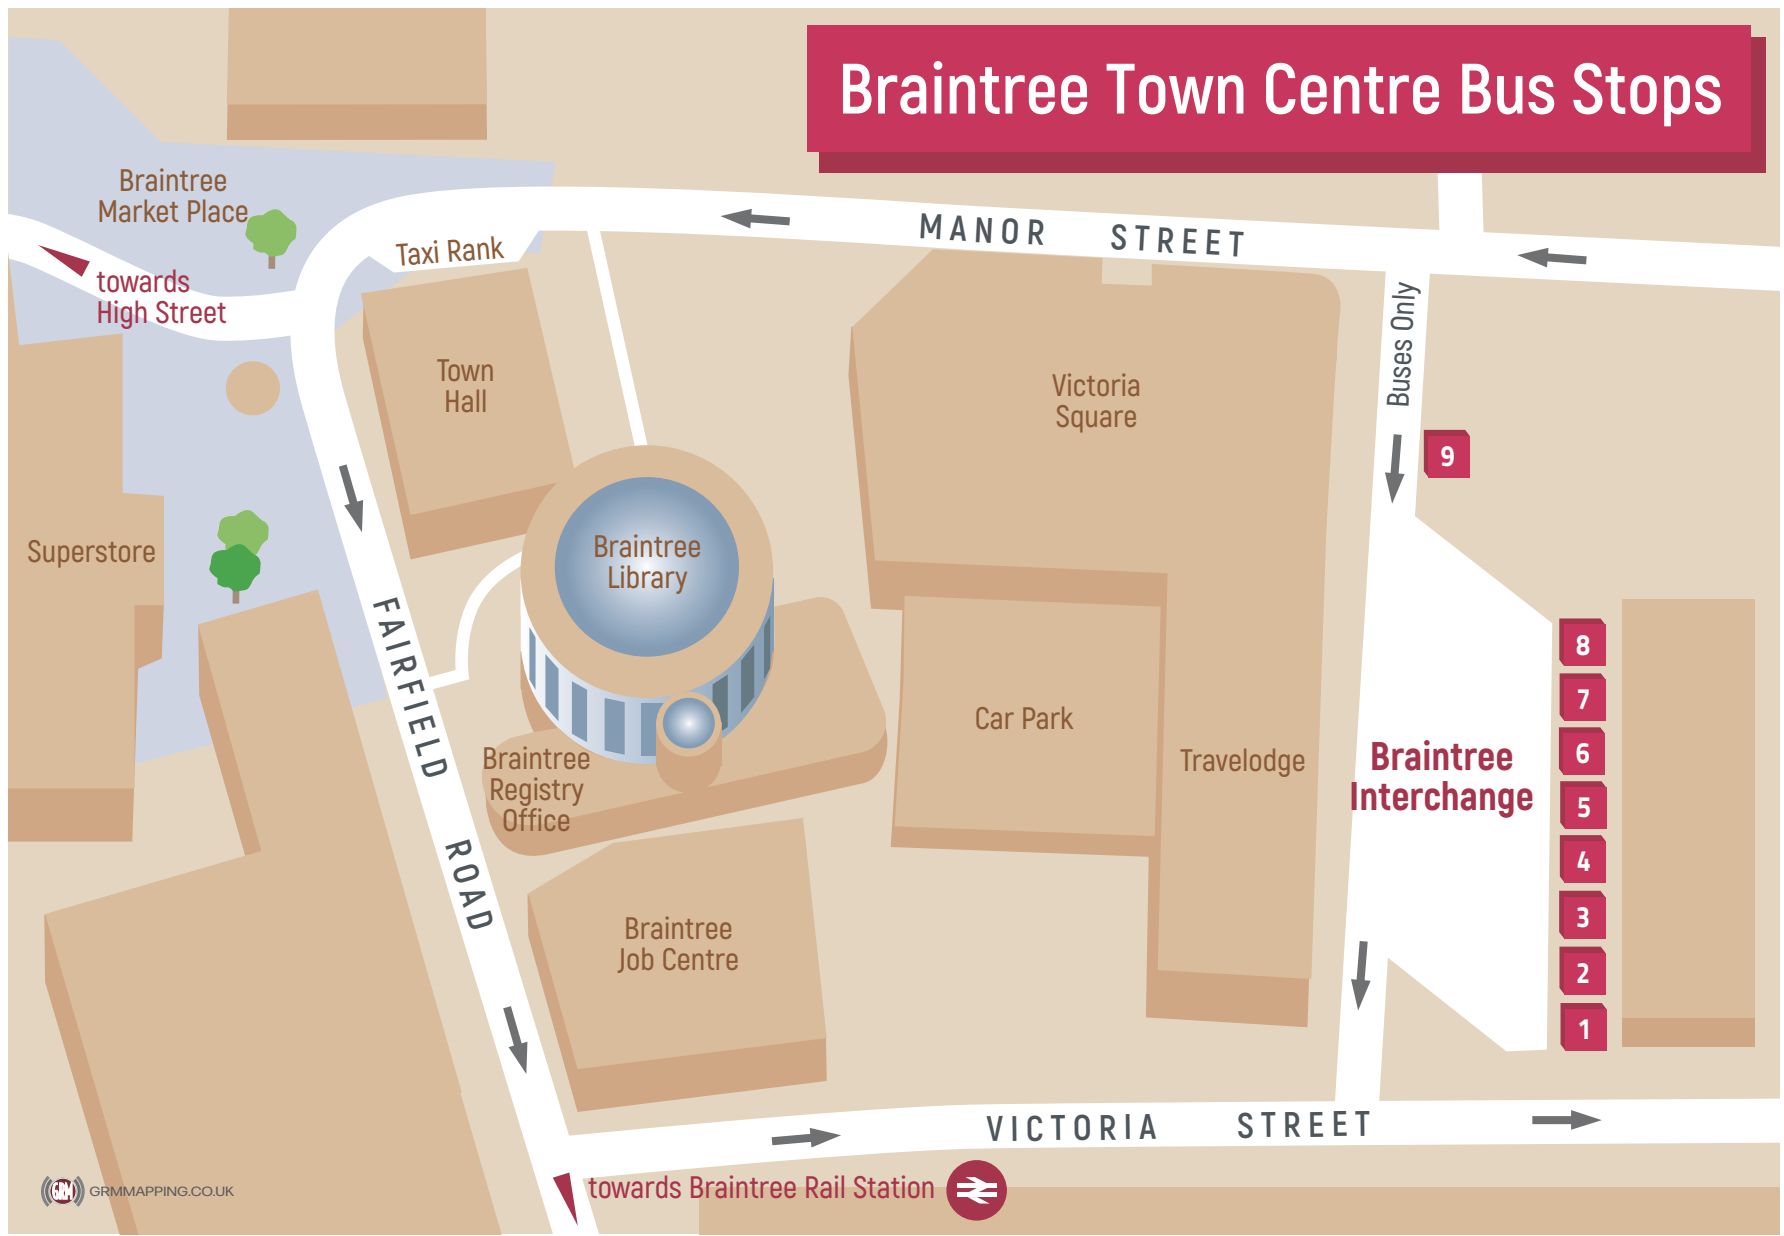 Braintree Town Centre Bus Stops
Braintree
Market Place
towards
High Street
Taxi Rank
MANOR STREET
Buses Only
Town
Hall
Victoria
Square
9
Superstore
Braintree
Library
FAIRFIELD ROAD
8
7
6
5
4
3
2
1
Car Park
Travelodge
Braintree
Interchange
Braintree
Registry
Office
Braintree
Job Centre
VICTORIA STREET
towards Braintree Rail Station
GRM
GRMMAPPING.CO.UK